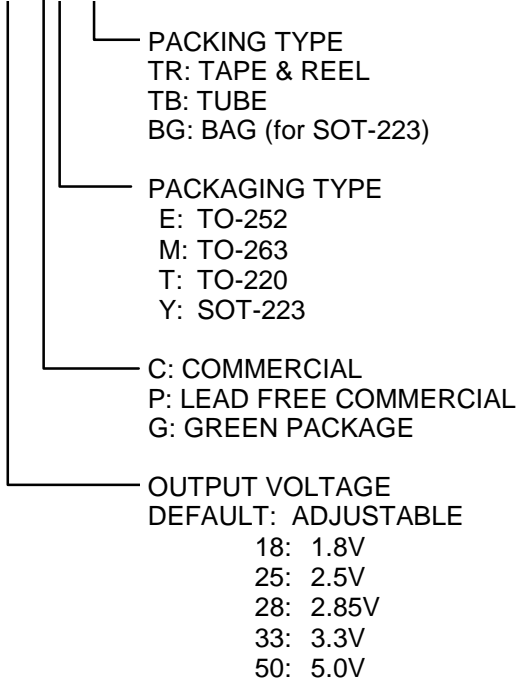 PACKING TYPE
TR: TAPE & REEL
TB: TUBE
BG: BAG (for SOT-223)
PACKAGING TYPE
E: TO-252
M: TO-263
T: TO-220
Y: SOT-223
C: COMMERCIAL
P: LEAD FREE COMMERCIAL
G: GREEN PACKAGE
OUTPUT VOLTAGE
DEFAULT: ADJUSTABLE
18: 1.8V
25: 2.5V
28: 2.85V
33: 3.3V
50: 5.0V